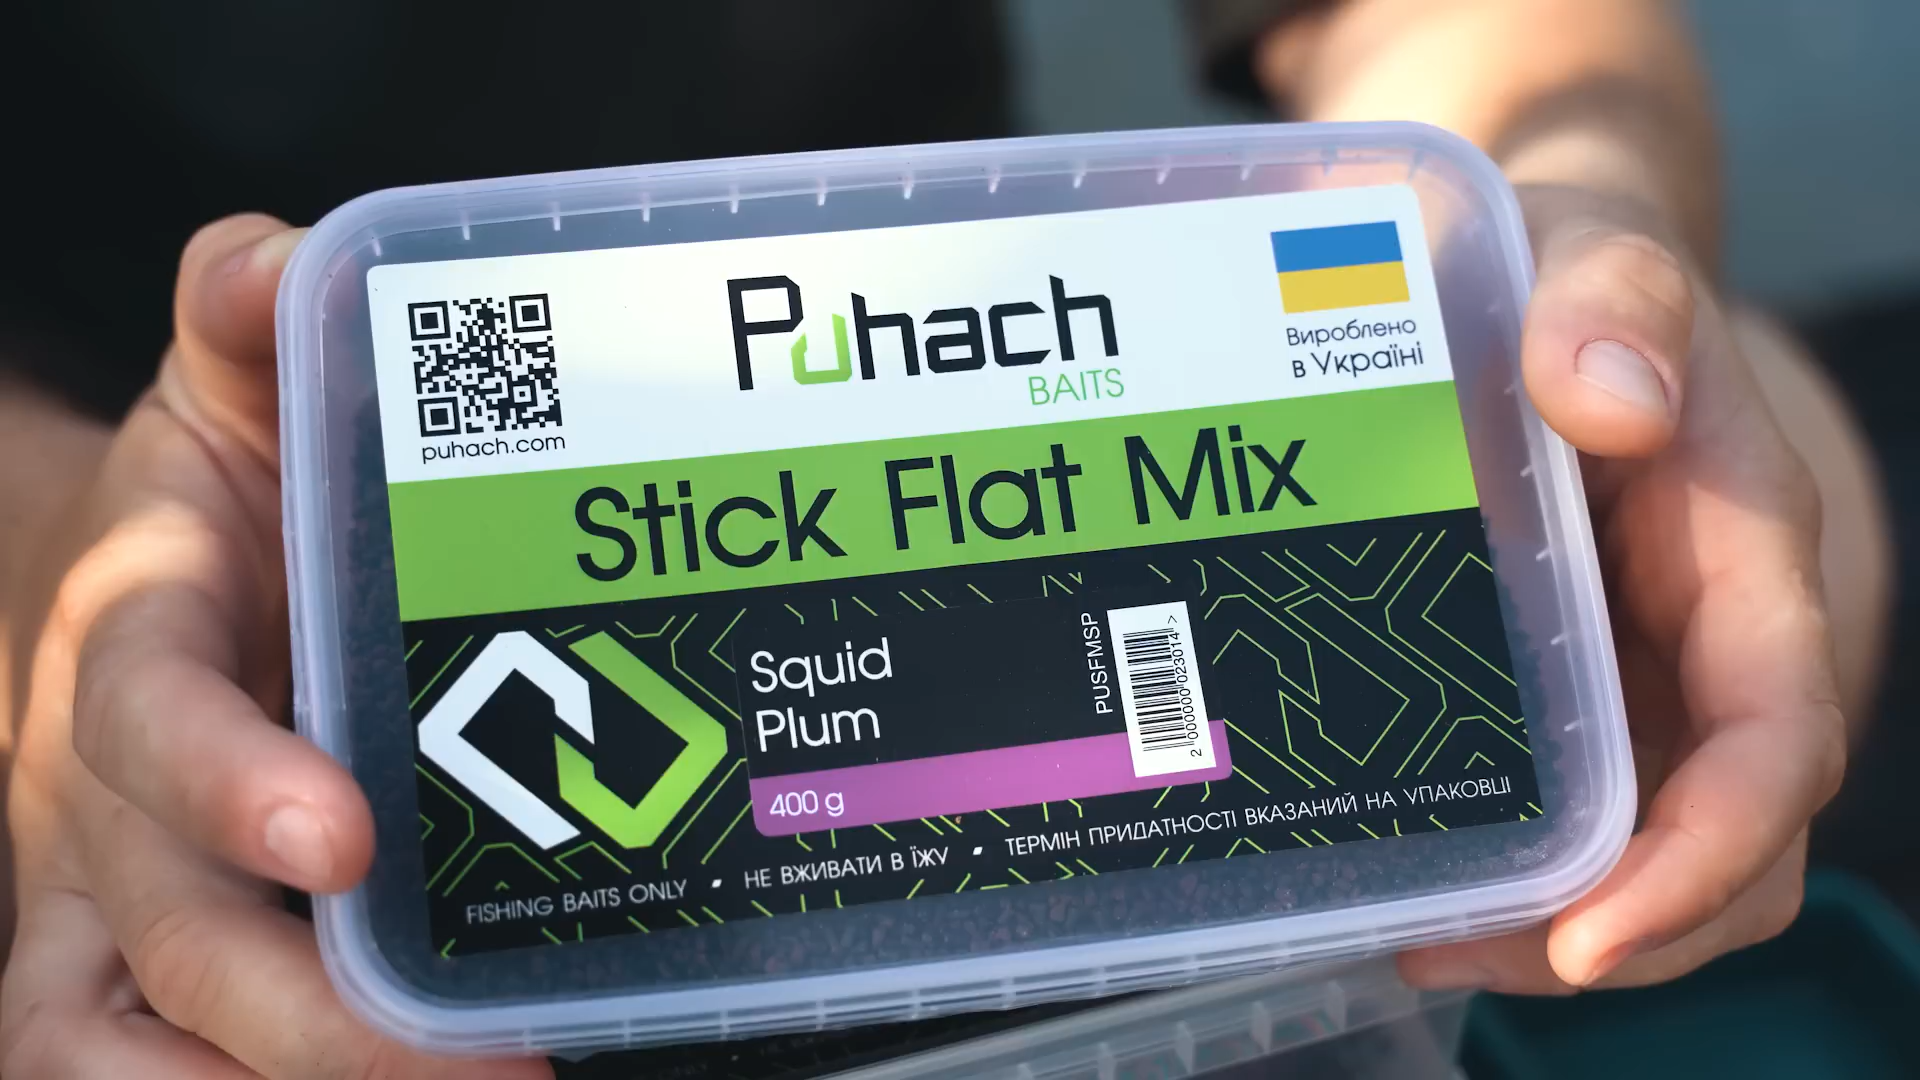 Puhach
BAITS
puhach.com
Вироблено
в Україні
Stick Flat Mix
Squid
Plum
400 g
PUSFMSP
2 000000 023014 >
FISHING BAITS ONLY ▪ НЕ ВЖИВАТИ В ЇЖУ ▪ ТЕРМІН ПРИДАТНОСТІ ВКАЗАНИЙ НА УПАКОВЦІ